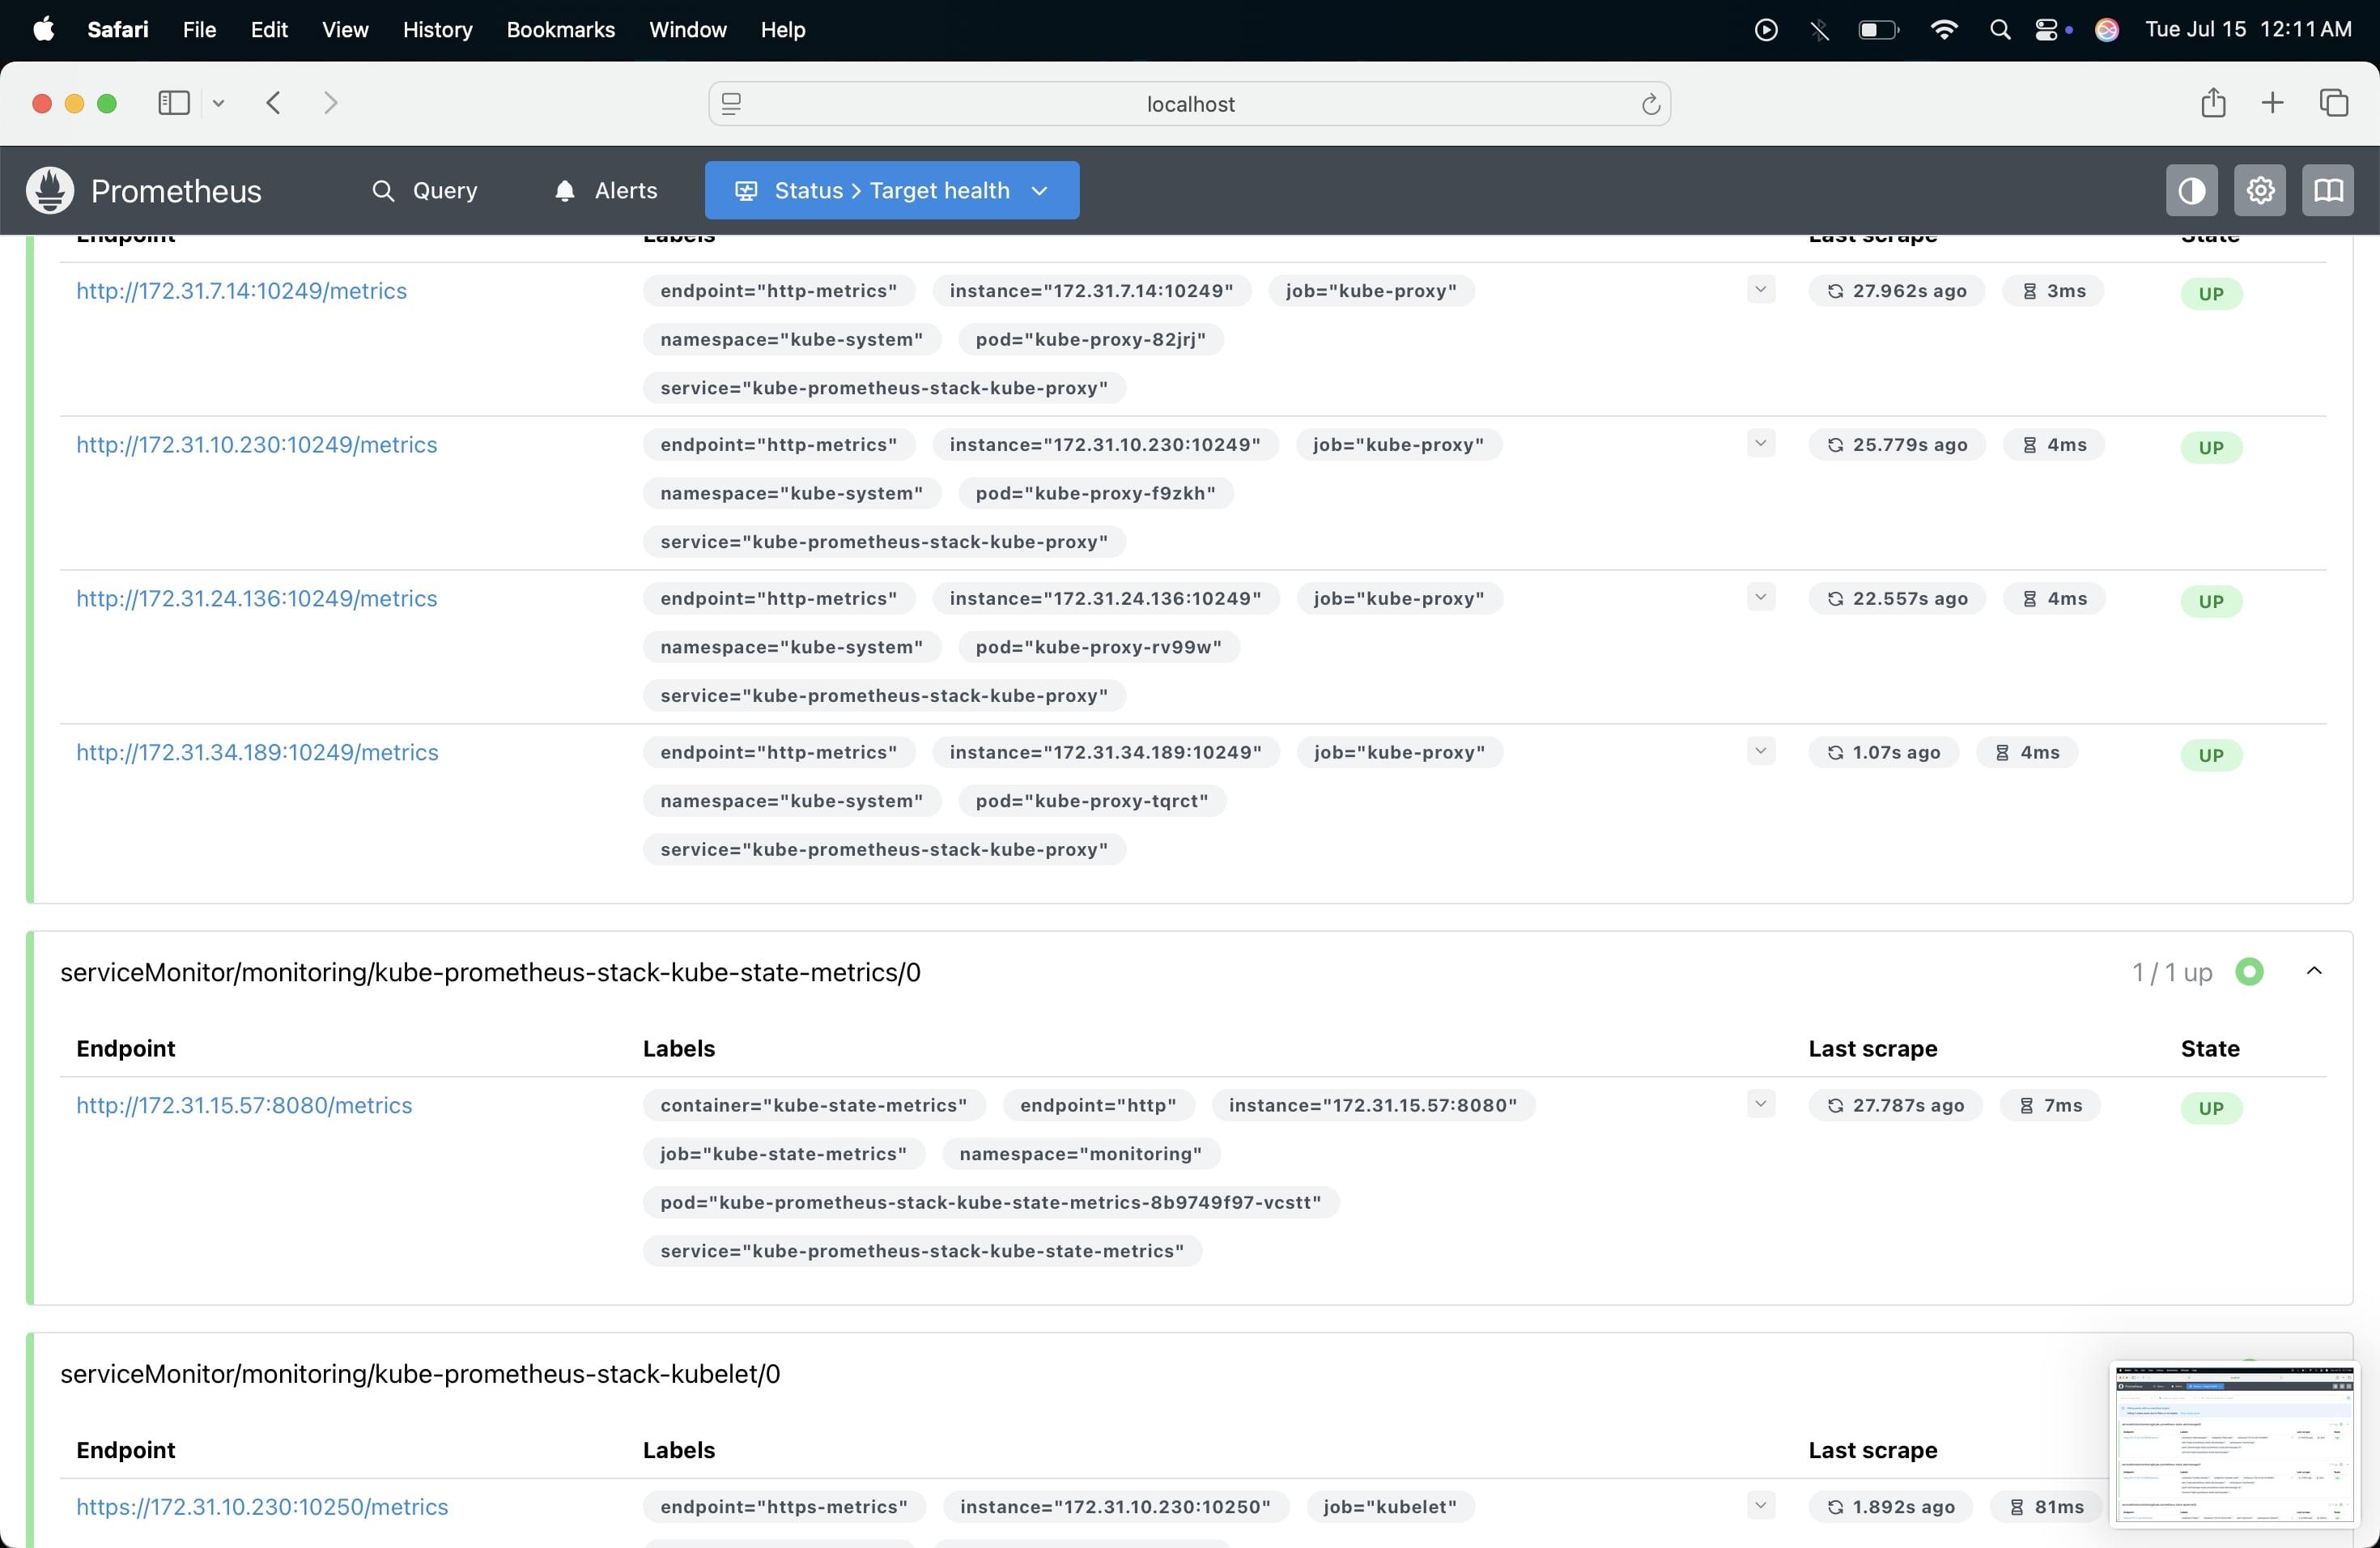 Safari File Edit View History Bookmarks Window Help Tue Jul 15 12:11 AM
localhost
Prometheus Query Alerts Status > Target health
Endpoint Labels Last scrape State
http://172.31.7.14:10249/metrics endpoint="http-metrics" instance="172.31.7.14:10249" job="kube-proxy" 27.962s ago 3ms UP
namespace="kube-system" pod="kube-proxy-82jrj"
service="kube-prometheus-stack-kube-proxy"
http://172.31.10.230:10249/metrics endpoint="http-metrics" instance="172.31.10.230:10249" job="kube-proxy" 25.779s ago 4ms UP
namespace="kube-system" pod="kube-proxy-f9zkh"
service="kube-prometheus-stack-kube-proxy"
http://172.31.24.136:10249/metrics endpoint="http-metrics" instance="172.31.24.136:10249" job="kube-proxy" 22.557s ago 4ms UP
namespace="kube-system" pod="kube-proxy-rv99w"
service="kube-prometheus-stack-kube-proxy"
http://172.31.34.189:10249/metrics endpoint="http-metrics" instance="172.31.34.189:10249" job="kube-proxy" 1.07s ago 4ms UP
namespace="kube-system" pod="kube-proxy-tqrct"
service="kube-prometheus-stack-kube-proxy"
serviceMonitor/monitoring/kube-prometheus-stack-kube-state-metrics/0 1 / 1 up
Endpoint Labels Last scrape State
http://172.31.15.57:8080/metrics container="kube-state-metrics" endpoint="http" instance="172.31.15.57:8080" 27.787s ago 7ms UP
job="kube-state-metrics" namespace="monitoring"
pod="kube-prometheus-stack-kube-state-metrics-8b9749f97-vcstt"
service="kube-prometheus-stack-kube-state-metrics"
serviceMonitor/monitoring/kube-prometheus-stack-kubelet/0
Endpoint Labels Last scrape
https://172.31.10.230:10250/metrics endpoint="https-metrics" instance="172.31.10.230:10250" job="kubelet" 1.892s ago 81ms